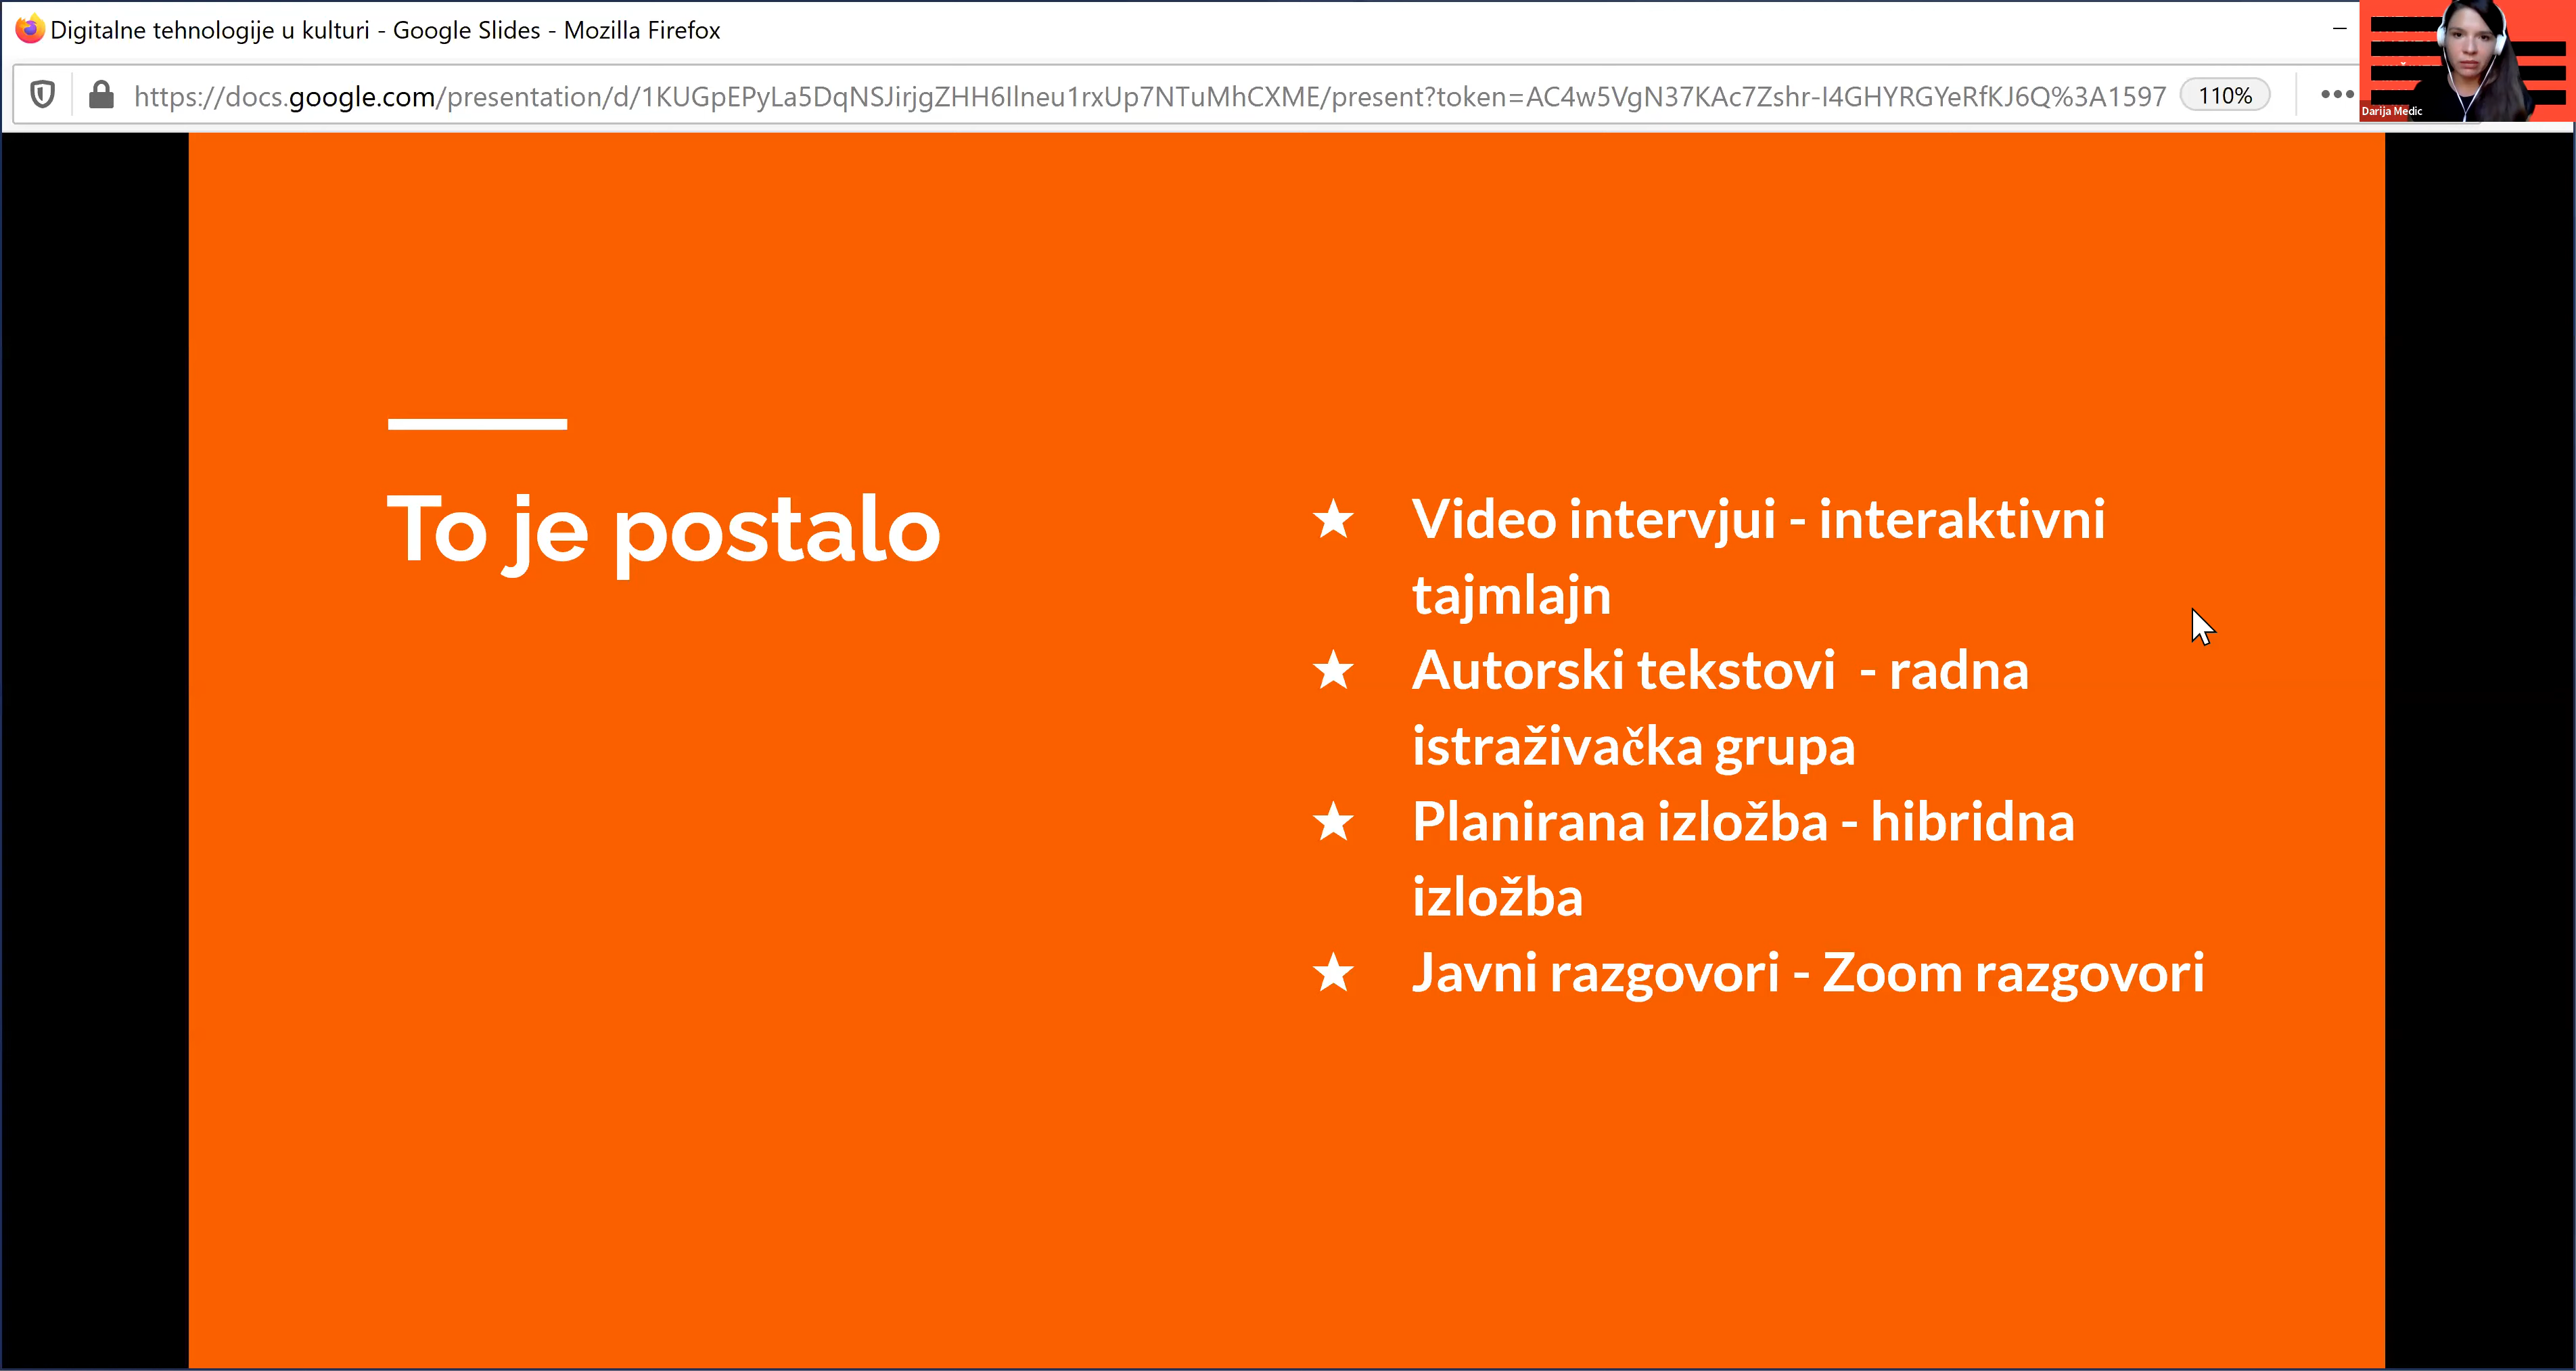 Digitalne tehnologije u kulturi - Google Slides - Mozilla Firefox
https://docs.google.com/presentation/d/1KUGpEPyLa5DqNSJirjgZHH6Ilneu1rxUp7NTuMhCXME/present?token=AC4w5VgN37KAc7Zshr-I4GHYRGYeRfKJ6Q%3A1597
110%
Darija Medic
To je postalo
★ Video intervjui - interaktivni
tajmlajn
★ Autorski tekstovi - radna
istraživačka grupa
★ Planirana izložba - hibridna
izložba
★ Javni razgovori - Zoom razgovori